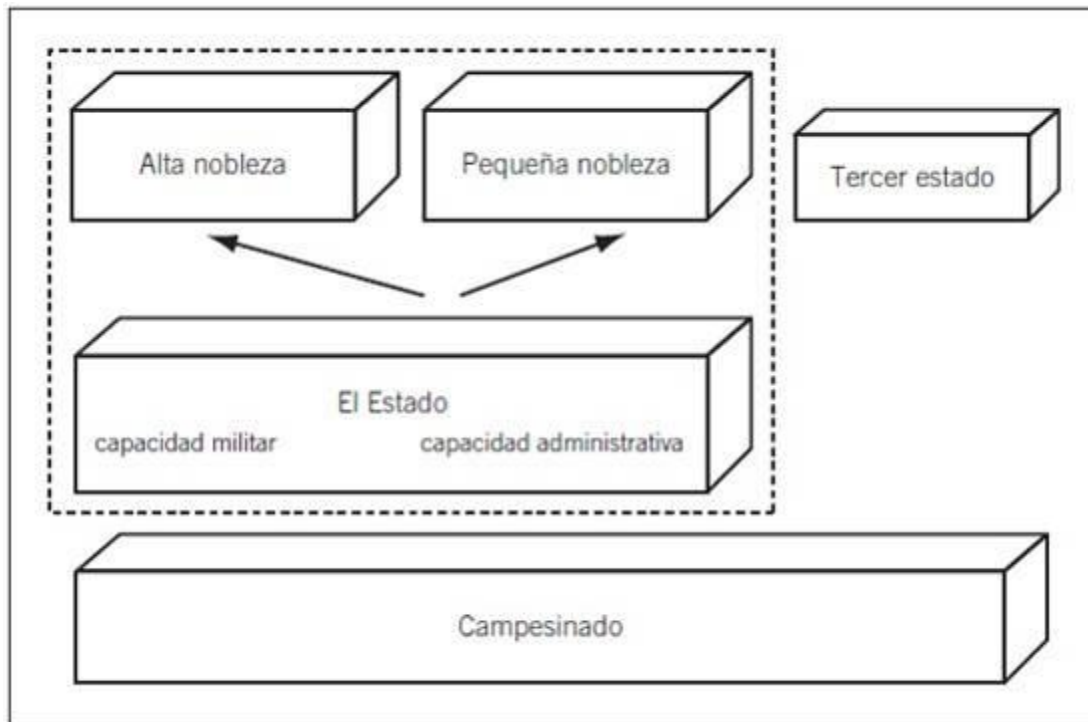 Alta nobleza
Pequeña nobleza
Tercer estado
El Estado
capacidad militar
capacidad administrativa
Campesinado